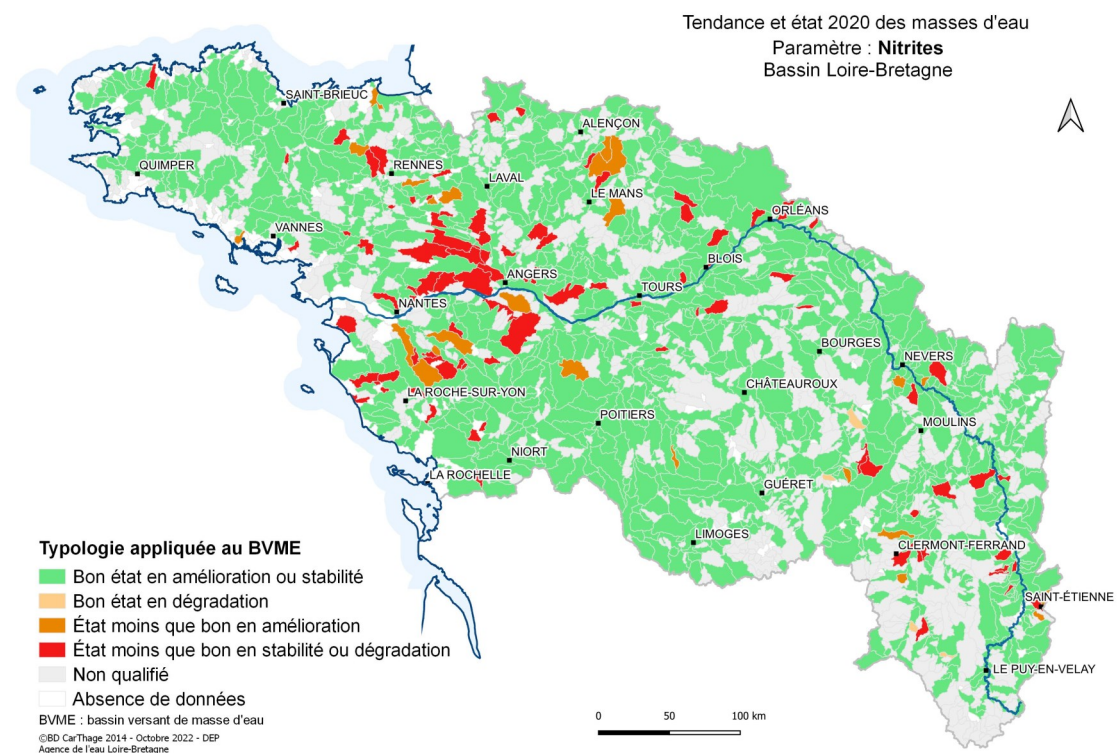 Tendance et état 2020 des masses d'eau
Paramètre : Nitrites
Bassin Loire-Bretagne
SAINT-BRIEUC
ALENÇON
QUIMPER
RENNES
LAVAL
LE MANS
ORLÉANS
VANNES
BLOIS
ANGERS
TOURS
NANTES
BOURGES
NEVERS
CHÂTEAUROUX
LA ROCHE-SUR-YON
POITIERS
MOULINS
NIORT
LA ROCHELLE
GUÉRET
LIMOGES
CLERMONT-FERRAND
SAINT-ÉTIENNE
LE PUY-EN-VELAY
Typologie appliquée au BVME
Bon état en amélioration ou stabilité
Bon état en dégradation
État moins que bon en amélioration
État moins que bon en stabilité ou dégradation
Non qualifié
Absence de données
BVME : bassin versant de masse d'eau
©BD CarThage 2014 - Octobre 2022 - DEP
Agence de l'eau Loire-Bretagne
0 50 100 km